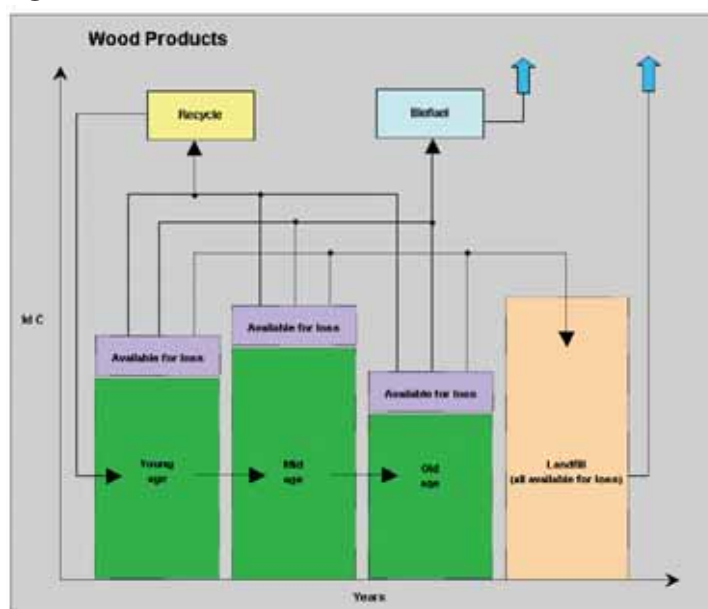 Wood Products
Recycle
Biofuel
kt C
Available for loss
Available for loss
Available for loss
Young
age
Mid
age
Old
age
Landfill
(all available for loss)
Years